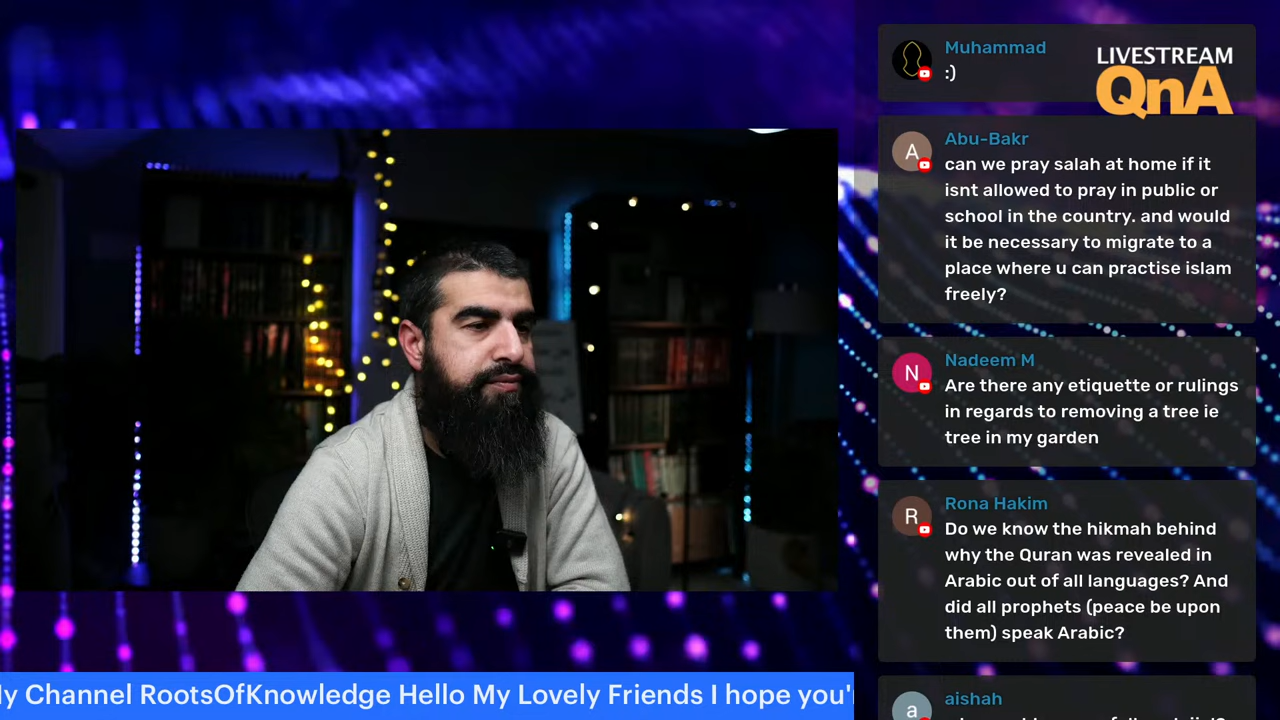 Muhammad
:)
LIVESTREAM
QnA
A
Abu-Bakr
can we pray salah at home if it
isnt allowed to pray in public or
school in the country. and would
it be necessary to migrate to a
place where u can practise islam
freely?
N
Nadeem M
Are there any etiquette or rulings
in regards to removing a tree ie
tree in my garden
R
Rona Hakim
Do we know the hikmah behind
why the Quran was revealed in
Arabic out of all languages? And
did all prophets (peace be upon
them) speak Arabic?
a
aishah
Channel RootsOfKnowledge Hello My Lovely Friends I hope you'